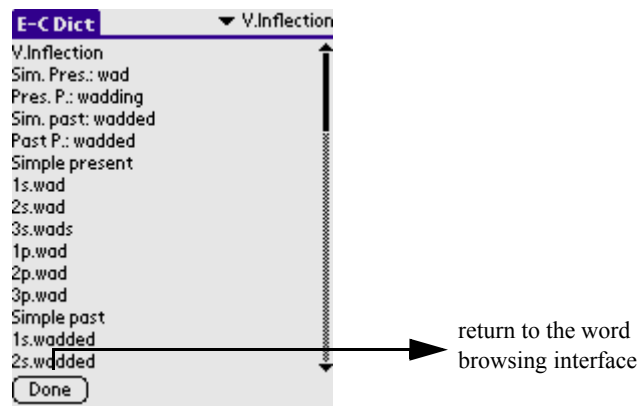 E-C Dict V.Inflection
V.Inflection
Sim. Pres.: wad
Pres. P.: wadding
Sim. past: wadded
Past P.: wadded
Simple present
1s.wad
2s.wad
3s.wads
1p.wad
2p.wad
3p.wad
Simple past
1s.wadded
2s.wadded
Done
return to the word
browsing interface